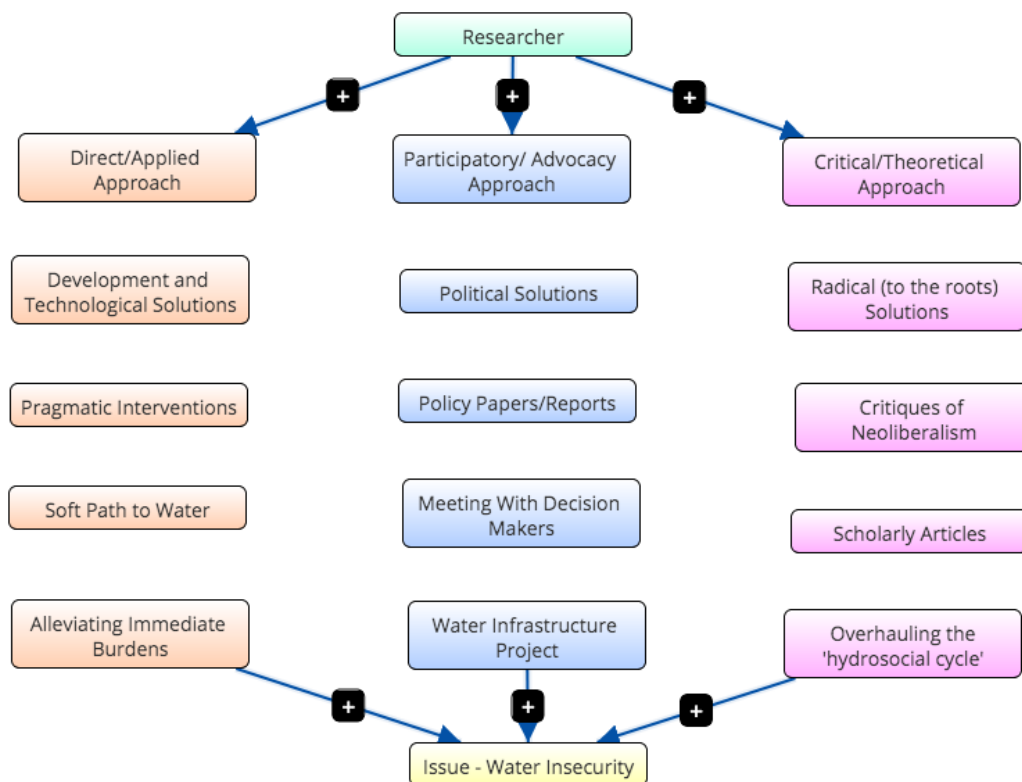 Researcher
+
+
+
Direct/Applied
Approach
Participatory/ Advocacy
Approach
Critical/Theoretical
Approach
Development and
Technological Solutions
Political Solutions
Radical (to the roots)
Solutions
Pragmatic Interventions
Policy Papers/Reports
Critiques of
Neoliberalism
Soft Path to Water
Meeting With Decision
Makers
Scholarly Articles
Alleviating Immediate
Burdens
Water Infrastructure
Project
Overhauling the
'hydrosocial cycle'
+
+
+
Issue - Water Insecurity